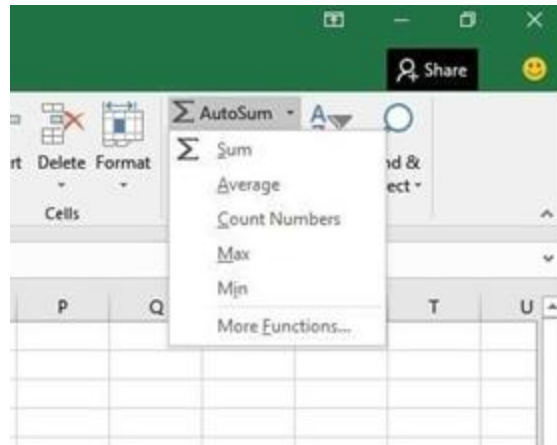 Share
Σ AutoSum
A
rt Delete Format
nd &
ect
Cells
Σ Sum
Average
Count Numbers
Max
Min
More Functions...
P Q T U